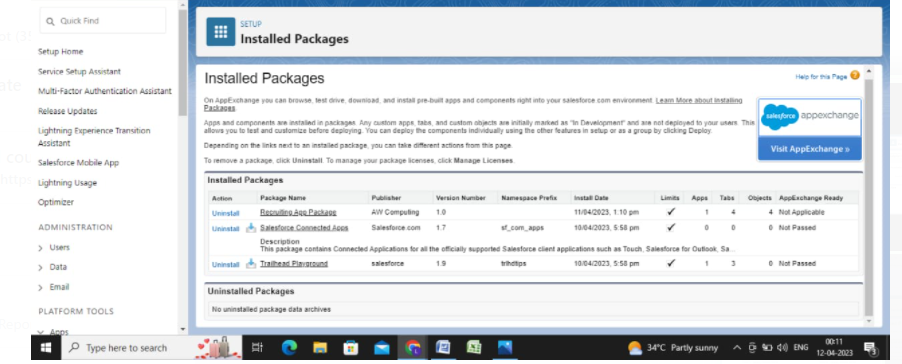 Quick Find
Setup Home
Service Setup Assistant
Multi-Factor Authentication Assistant
Release Updates
Lightning Experience Transition
Assistant
Salesforce Mobile App
Lightning Usage
Optimizer
ADMINISTRATION
Users
Data
Email
PLATFORM TOOLS
Apps
SETUP
Installed Packages
Installed Packages
Help for this Page
On AppExchange you can browse, test drive, download, and install pre-built apps and components right into your salesforce.com environment. Learn More about Installing
Packages.
Apps and components are installed in packages. Any custom apps, tabs, and custom objects are initially marked as "In Development" and are not deployed to your users. This
allows you to test and customize before deploying. You can deploy the components individually using the other features in setup or as a group by clicking Deploy.
Depending on the links next to an installed package, you can take different actions from this page.
To remove a package, click Uninstall. To manage your package licenses, click Manage Licenses.
salesforce appexchange
Visit AppExchange »
Installed Packages
Action Package Name Publisher Version Number Namespace Prefix Install Date Limits Apps Tabs Objects AppExchange Ready
Uninstall Recruiting App Package AW Computing 1.0 11/04/2023, 1:10 pm ✓ 1 4 4 Not Applicable
Uninstall Salesforce Connected Apps Salesforce.com 1.7 sf_com_apps 10/04/2023, 5:58 pm ✓ 0 0 0 Not Passed
Description
This package contains Connected Applications for all the officially supported Salesforce client applications such as Touch, Salesforce for Outlook, Sa...
Uninstall Trailhead Playground salesforce 1.9 trlhdtips 10/04/2023, 5:58 pm ✓ 1 3 0 Not Passed
Uninstalled Packages
No uninstalled package data archives
Type here to search
34°C Partly sunny
ENG
00:11
12-04-2023
3